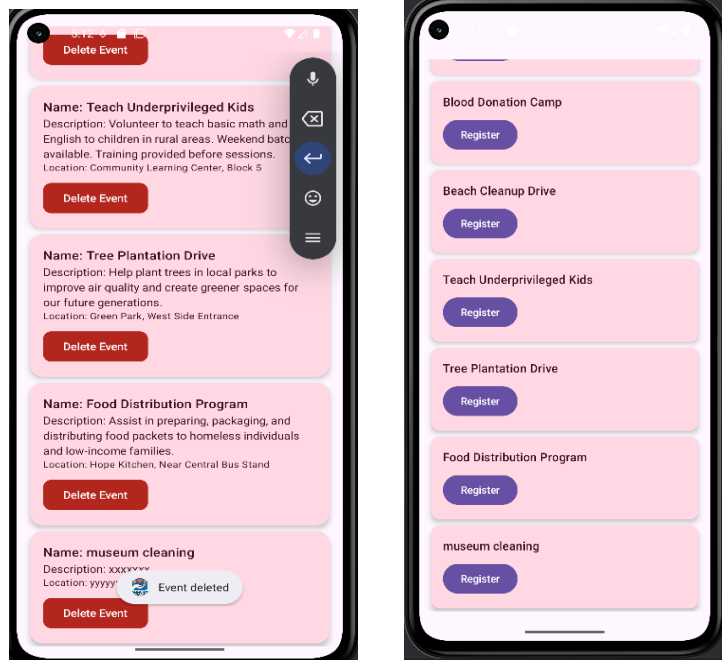 5:12
Delete Event
Name: Teach Underprivileged Kids
Description: Volunteer to teach basic math and
English to children in rural areas. Weekend batc
available. Training provided before sessions.
Location: Community Learning Center, Block 5
Delete Event
Name: Tree Plantation Drive
Description: Help plant trees in local parks to
improve air quality and create greener spaces for
our future generations.
Location: Green Park, West Side Entrance
Delete Event
Name: Food Distribution Program
Description: Assist in preparing, packaging, and
distributing food packets to homeless individuals
and low-income families.
Location: Hope Kitchen, Near Central Bus Stand
Delete Event
Name: museum cleaning
Description: xxxxxxx
Location: yyyyy
Event deleted
Delete Event
Blood Donation Camp
Register
Beach Cleanup Drive
Register
Teach Underprivileged Kids
Register
Tree Plantation Drive
Register
Food Distribution Program
Register
museum cleaning
Register